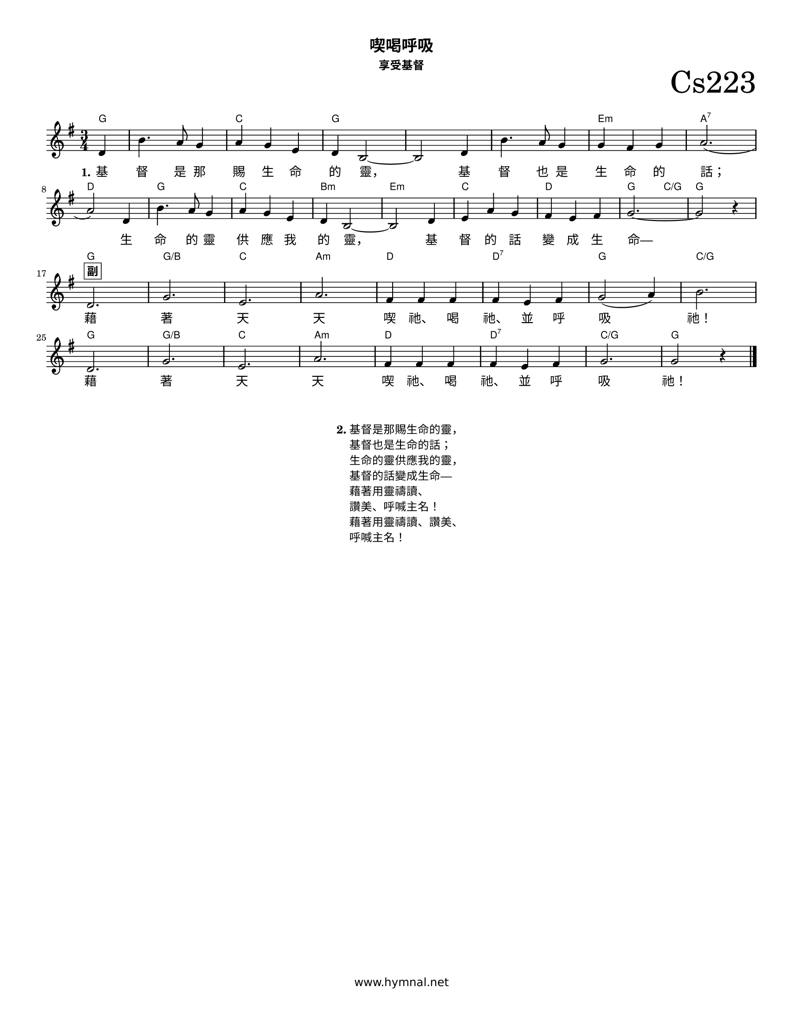 喫喝呼吸
享受基督
Cs223
G C G Em A7
1. 基 督 是 那 賜 生 命 的 靈， 基 督 也 是 生 命 的 話；
8 D G C Bm Em C D G C/G G
生 命 的 靈 供 應 我 的 靈， 基 督 的 話 變 成 生 命—
G G/B C Am D D7 G C/G
17 副
藉 著 天 天 喫 祂、 喝 祂、 並 呼 吸 祂！
25 G G/B C Am D D7 C/G G
藉 著 天 天 喫 祂、 喝 祂、 並 呼 吸 祂！
2. 基督是那賜生命的靈，
基督也是生命的話；
生命的靈供應我的靈，
基督的話變成生命—
藉著用靈禱讀、
讚美、呼喊主名！
藉著用靈禱讀、讚美、
呼喊主名！
www.hymnal.net